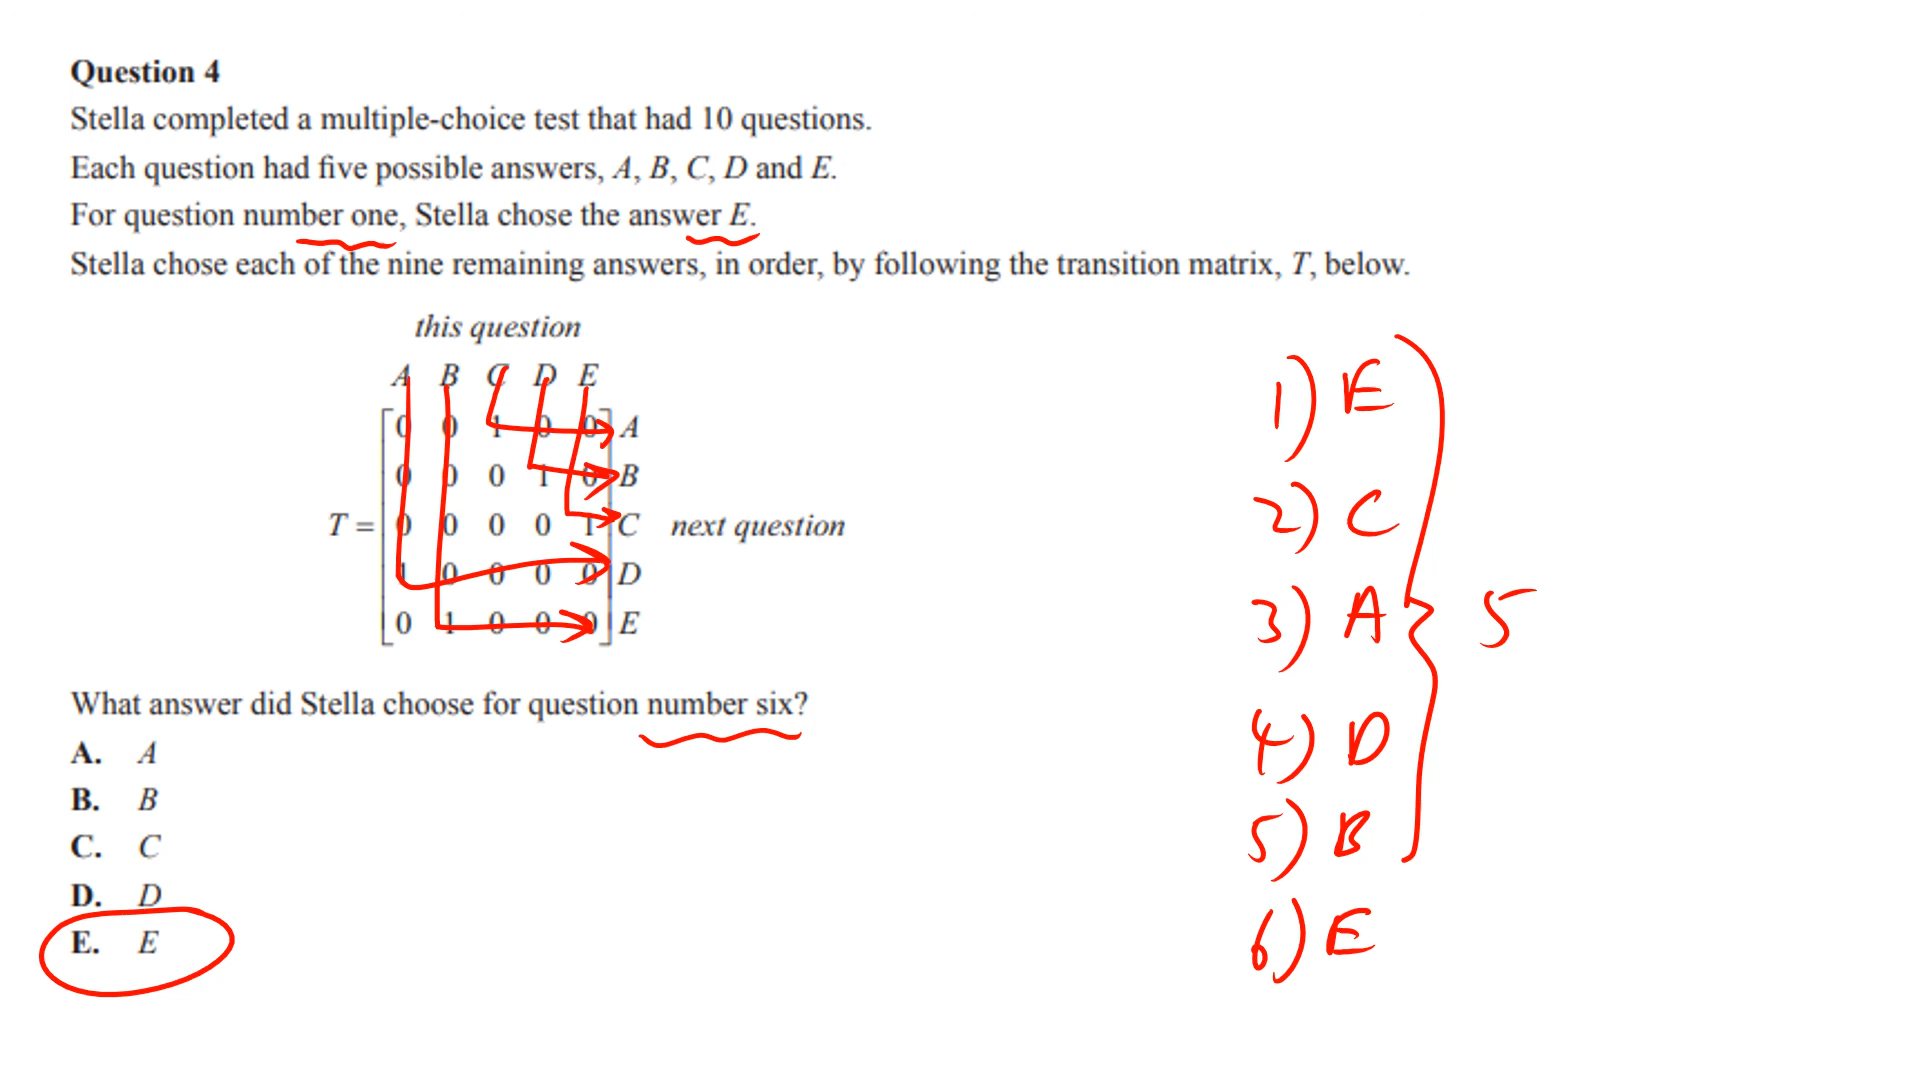 Question 4
Stella completed a multiple-choice test that had 10 questions.
Each question had five possible answers, A, B, C, D and E.
For question number one, Stella chose the answer E.
Stella chose each of the nine remaining answers, in order, by following the transition matrix, T, below.
this question
A B C D E
0 0 1 0 0 A
0 0 0 1 0 B
T = 0 0 0 0 1 C next question
1 0 0 0 0 D
0 1 0 0 0 E
What answer did Stella choose for question number six?
A. A
B. B
C. C
D. D
E. E
1) E
2) C
3) A
4) D
5) B
6) E
5